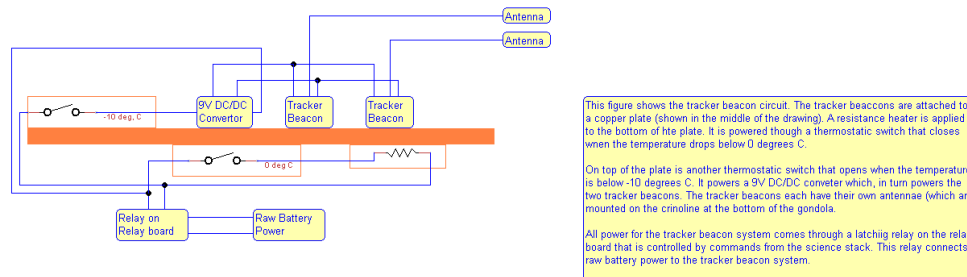 Antenna
Antenna
-10 deg, C
9V DC/DC
Convertor
Tracker
Beacon
Tracker
Beacon
0 deg C
Relay on
Relay board
Raw Battery
Power
This figure shows the tracker beacon circuit. The tracker beaccons are attached to
a copper plate (shown in the middle of the drawing). A resistance heater is applied
to the bottom of hte plate. It is powered though a thermostatic switch that closes
wnen the temperature drops below 0 degrees C.
On top of the plate is another thermostatic switch that opens when the temperature
is below -10 degrees C. It powers a 9V DC/DC conveter which, in turn powers the
two tracker beacons. The tracker beacons each have their own antennae (which ar
mounted on the crinoline at the bottom of the gondola.
All power for the tracker beacon system comes through a latchiig relay on the rela
board that is controlled by commands from the science stack. This relay connects
raw battery power to the tracker beacon system.